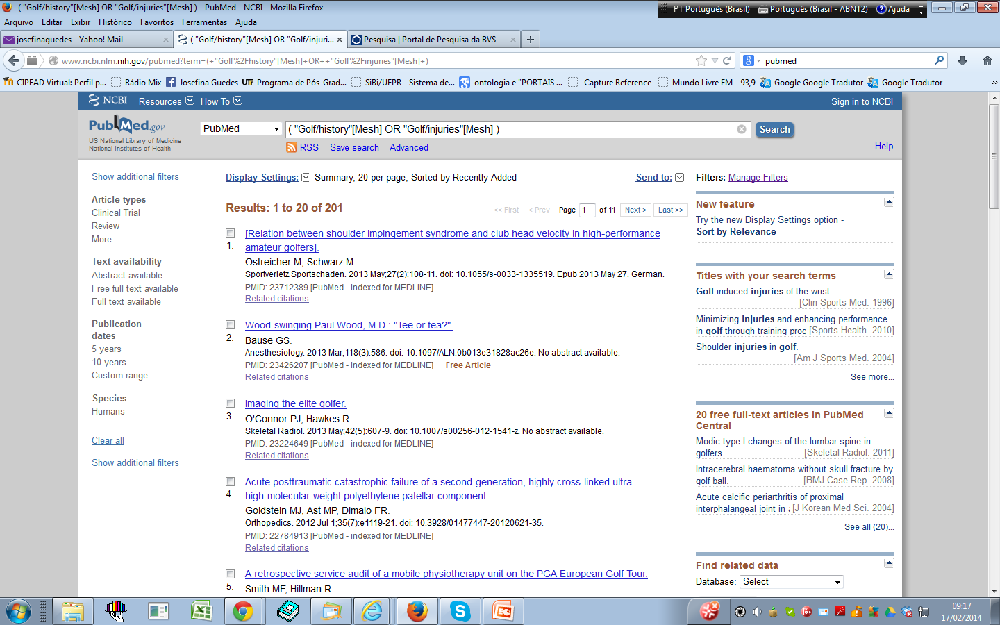 ( "Golf/history"[Mesh] OR "Golf/injuries"[Mesh] ) - PubMed - NCBI - Mozilla Firefox
PT Português (Brasil)
Português (Brasil - ABNT2)
Ajuda
Arquivo Editar Exibir Histórico Favoritos Ferramentas Ajuda
josefinaguedes - Yahoo! Mail
( "Golf/history"[Mesh] OR "Golf/injuri...
Pesquisa | Portal de Pesquisa da BVS
www.ncbi.nlm.nih.gov/pubmed?term=(+"Golf%2Fhistory"[Mesh]+OR++"Golf%2Finjuries"[Mesh]+)
pubmed
CIPEAD Virtual: Perfil p...
Rádio Mix
Josefina Guedes
Programa de Pós-Grad...
SiBi/UFPR - Sistema de...
ontologia e "PORTAIS ...
Capture Reference
Mundo Livre FM – 93,9
Google Google Tradutor
Google Tradutor
NCBI Resources How To
Sign in to NCBI
PubMed.gov
US National Library of Medicine
National Institutes of Health
PubMed
( "Golf/history"[Mesh] OR "Golf/injuries"[Mesh] )
Search
RSS Save search Advanced
Help
Show additional filters
Article types
Clinical Trial
Review
More ...
Text availability
Abstract available
Free full text available
Full text available
Publication
dates
5 years
10 years
Custom range...
Species
Humans
Clear all
Show additional filters
Display Settings: Summary, 20 per page, Sorted by Recently Added
Send to:
Results: 1 to 20 of 201
<< First < Prev Page 1 of 11 Next > Last >>
1. [Relation between shoulder impingement syndrome and club head velocity in high-performance
amateur golfers].
Ostreicher M, Schwarz M.
Sportverletz Sportschaden. 2013 May;27(2):108-11. doi: 10.1055/s-0033-1335519. Epub 2013 May 27. German.
PMID: 23712389 [PubMed - indexed for MEDLINE]
Related citations
2. Wood-swinging Paul Wood, M.D.: "Tee or tea?".
Bause GS.
Anesthesiology. 2013 Mar;118(3):586. doi: 10.1097/ALN.0b013e31828ac26e. No abstract available.
PMID: 23426207 [PubMed - indexed for MEDLINE] Free Article
Related citations
3. Imaging the elite golfer.
O'Connor PJ, Hawkes R.
Skeletal Radiol. 2013 May;42(5):607-9. doi: 10.1007/s00256-012-1541-z. No abstract available.
PMID: 23224649 [PubMed - indexed for MEDLINE]
Related citations
4. Acute posttraumatic catastrophic failure of a second-generation, highly cross-linked ultra-
high-molecular-weight polyethylene patellar component.
Goldstein MJ, Ast MP, Dimaio FR.
Orthopedics. 2012 Jul 1;35(7):e1119-21. doi: 10.3928/01477447-20120621-35.
PMID: 22784913 [PubMed - indexed for MEDLINE]
Related citations
5. A retrospective service audit of a mobile physiotherapy unit on the PGA European Golf Tour.
Smith MF, Hillman R.
Filters: Manage Filters
New feature
Try the new Display Settings option -
Sort by Relevance
Titles with your search terms
Golf-induced injuries of the wrist.
[Clin Sports Med. 1996]
Minimizing injuries and enhancing performance
in golf through training prog [Sports Health. 2010]
Shoulder injuries in golf.
[Am J Sports Med. 2004]
See more...
20 free full-text articles in PubMed
Central
Modic type I changes of the lumbar spine in
golfers. [Skeletal Radiol. 2011]
Intracerebral haematoma without skull fracture by
golf ball. [BMJ Case Rep. 2008]
Acute calcific periarthritis of proximal
interphalangeal joint in a [J Korean Med Sci. 2004]
See all (20)...
Find related data
Database: Select
09:17
17/02/2014